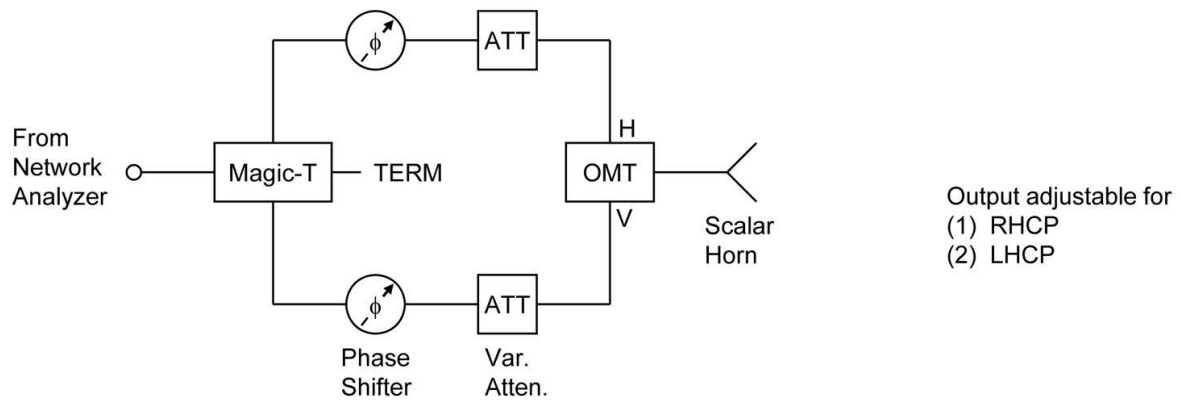 ϕ
ATT
From
Network
Analyzer
Magic-T
TERM
H
OMT
V
Scalar
Horn
Output adjustable for
(1) RHCP
(2) LHCP
ϕ
ATT
Phase
Shifter
Var.
Atten.